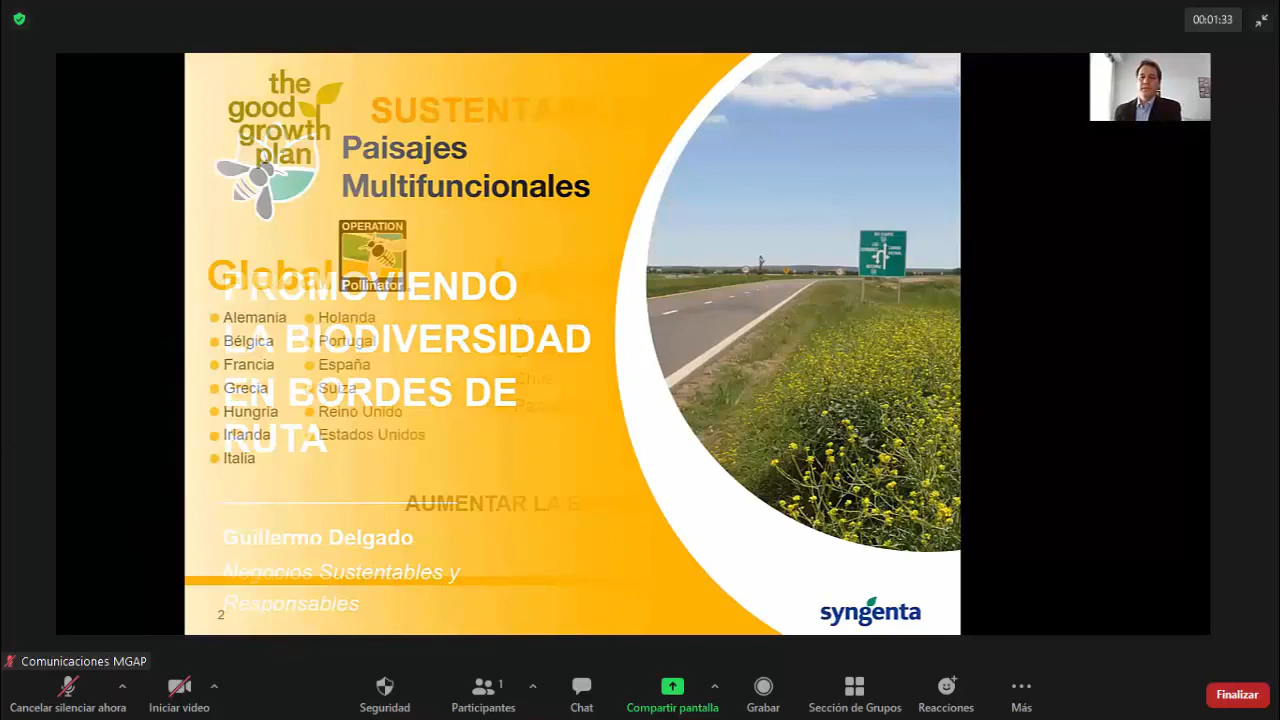 00:01:33
the
good
growth
plan
SUSTENTA
Paisajes
Multifuncionales
OPERATION
Pollinator
Global
PROMOVIENDO
LA BIODIVERSIDAD
EN BORDES DE
RUTA
Alemania
Bélgica
Francia
Grecia
Hungría
Irlanda
Italia
Holanda
Portugal
España
Suiza
Reino Unido
Estados Unidos
Chile
AUMENTAR LA
Guillermo Delgado
Negocios Sustentables y
Responsables
2
syngenta
Comunicaciones MGAP
Cancelar silenciar ahora
Iniciar video
Seguridad
1
Participantes
Chat
Compartir pantalla
Grabar
Sección de Grupos
Reacciones
Más
Finalizar